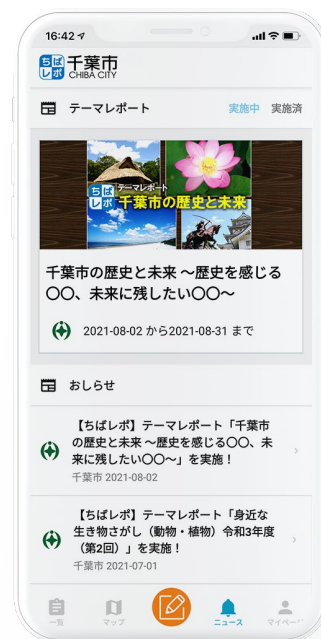 16:42
ちば
レポ
千葉市
CHIBA CITY
テーマレポート
実施中 実施済
ちば
レポ
テーマレポート
千葉市の歴史と未来
千葉市の歴史と未来 ～歴史を感じる
〇〇、未来に残したい〇〇～
2021-08-02 から2021-08-31 まで
おしらせ
【ちばレポ】テーマレポート「千葉市
の歴史と未来 ～歴史を感じる〇〇、未
来に残したい〇〇～」を実施！
千葉市 2021-08-02
【ちばレポ】テーマレポート「身近な
生き物さがし（動物・植物）令和3年度
（第2回）」を実施！
千葉市 2021-07-01
一覧
マップ
ニュース
マイページ